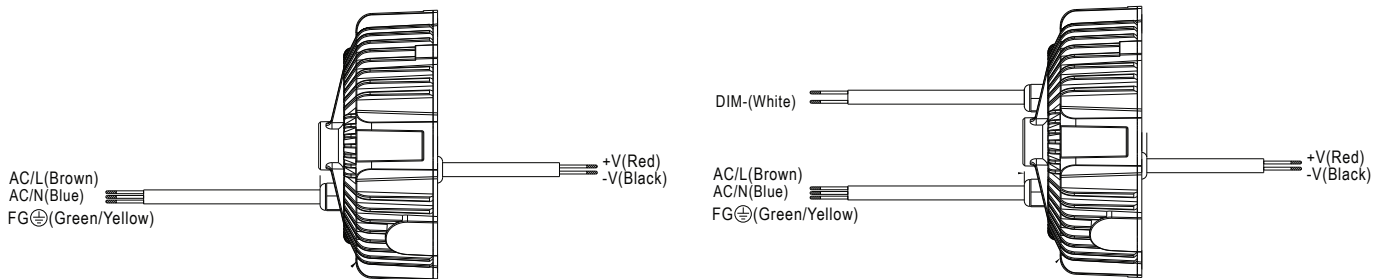 AC/L(Brown)
AC/N(Blue)
FG⏚(Green/Yellow)
+V(Red)
-V(Black)
DIM-(White)
AC/L(Brown)
AC/N(Blue)
FG⏚(Green/Yellow)
+V(Red)
-V(Black)